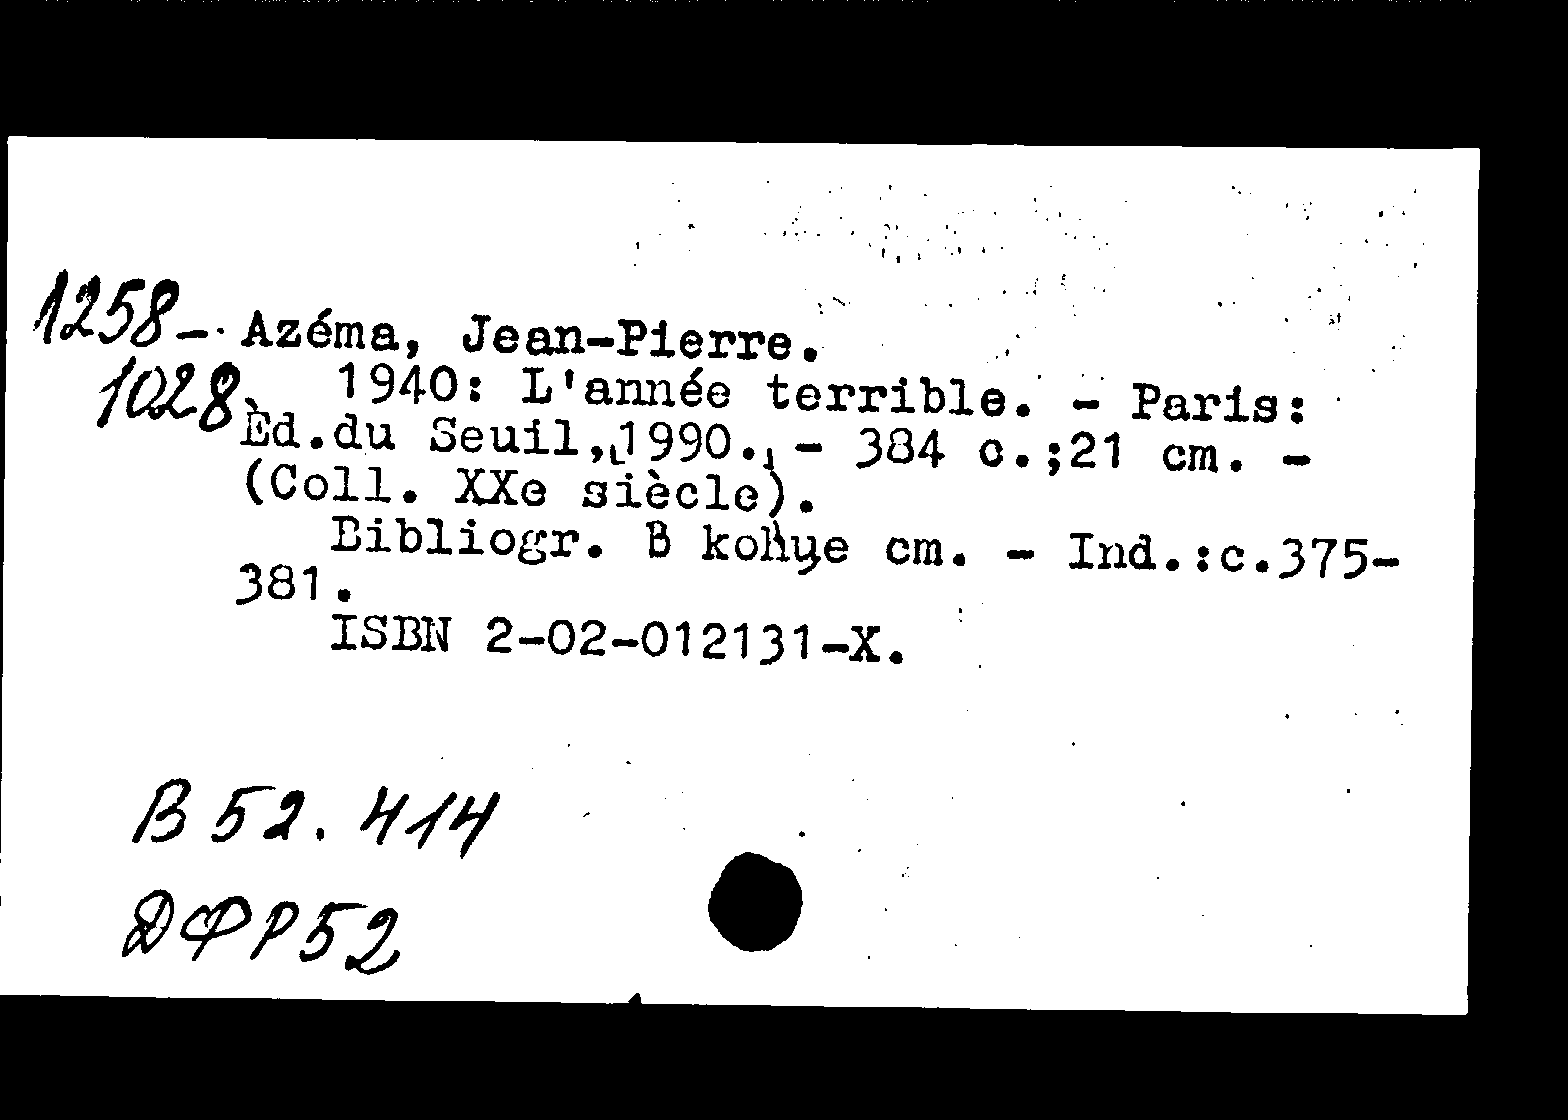 1258-
Azéma, Jean-Pierre.
1028
1940: L'année terrible. - Paris:
Èd.du Seuil,[1990.] - 384 c.;21 cm. -
(Coll. XXe siècle).
Bibliogr. В конце см. - Ind.:c.375-
381.
ISBN 2-02-012131-X.
В 52.414
ДФР52